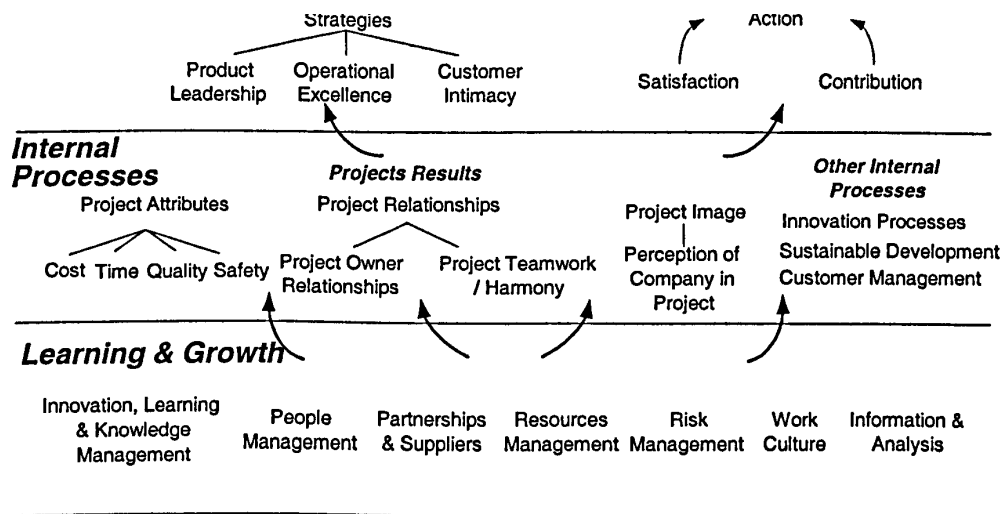 Strategies
Action
Product
Leadership
Operational
Excellence
Customer
Intimacy
Satisfaction
Contribution
Internal
Processes
Projects Results
Other Internal
Processes
Project Attributes
Project Relationships
Project Image
Innovation Processes
Sustainable Development
Customer Management
Cost Time Quality Safety
Project Owner
Relationships
Project Teamwork
/ Harmony
Perception of
Company in
Project
Learning & Growth
Innovation, Learning
& Knowledge
Management
People
Management
Partnerships
& Suppliers
Resources
Management
Risk
Management
Work
Culture
Information &
Analysis